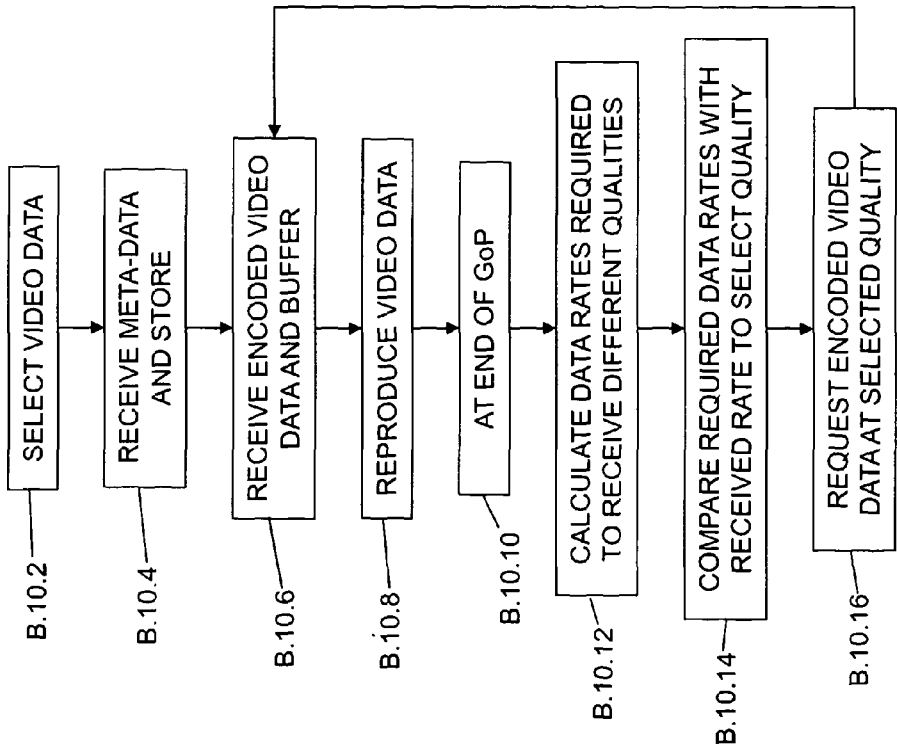 B.10.2
SELECT VIDEO DATA
B.10.4
RECEIVE META-DATA
AND STORE
B.10.6
RECEIVE ENCODED VIDEO
DATA AND BUFFER
B.10.8
REPRODUCE VIDEO DATA
B.10.10
AT END OF GoP
B.10.12
CALCULATE DATA RATES REQUIRED
TO RECEIVE DIFFERENT QUALITIES
B.10.14
COMPARE REQUIRED DATA RATES WITH
RECEIVED RATE TO SELECT QUALITY
B.10.16
REQUEST ENCODED VIDEO
DATA AT SELECTED QUALITY